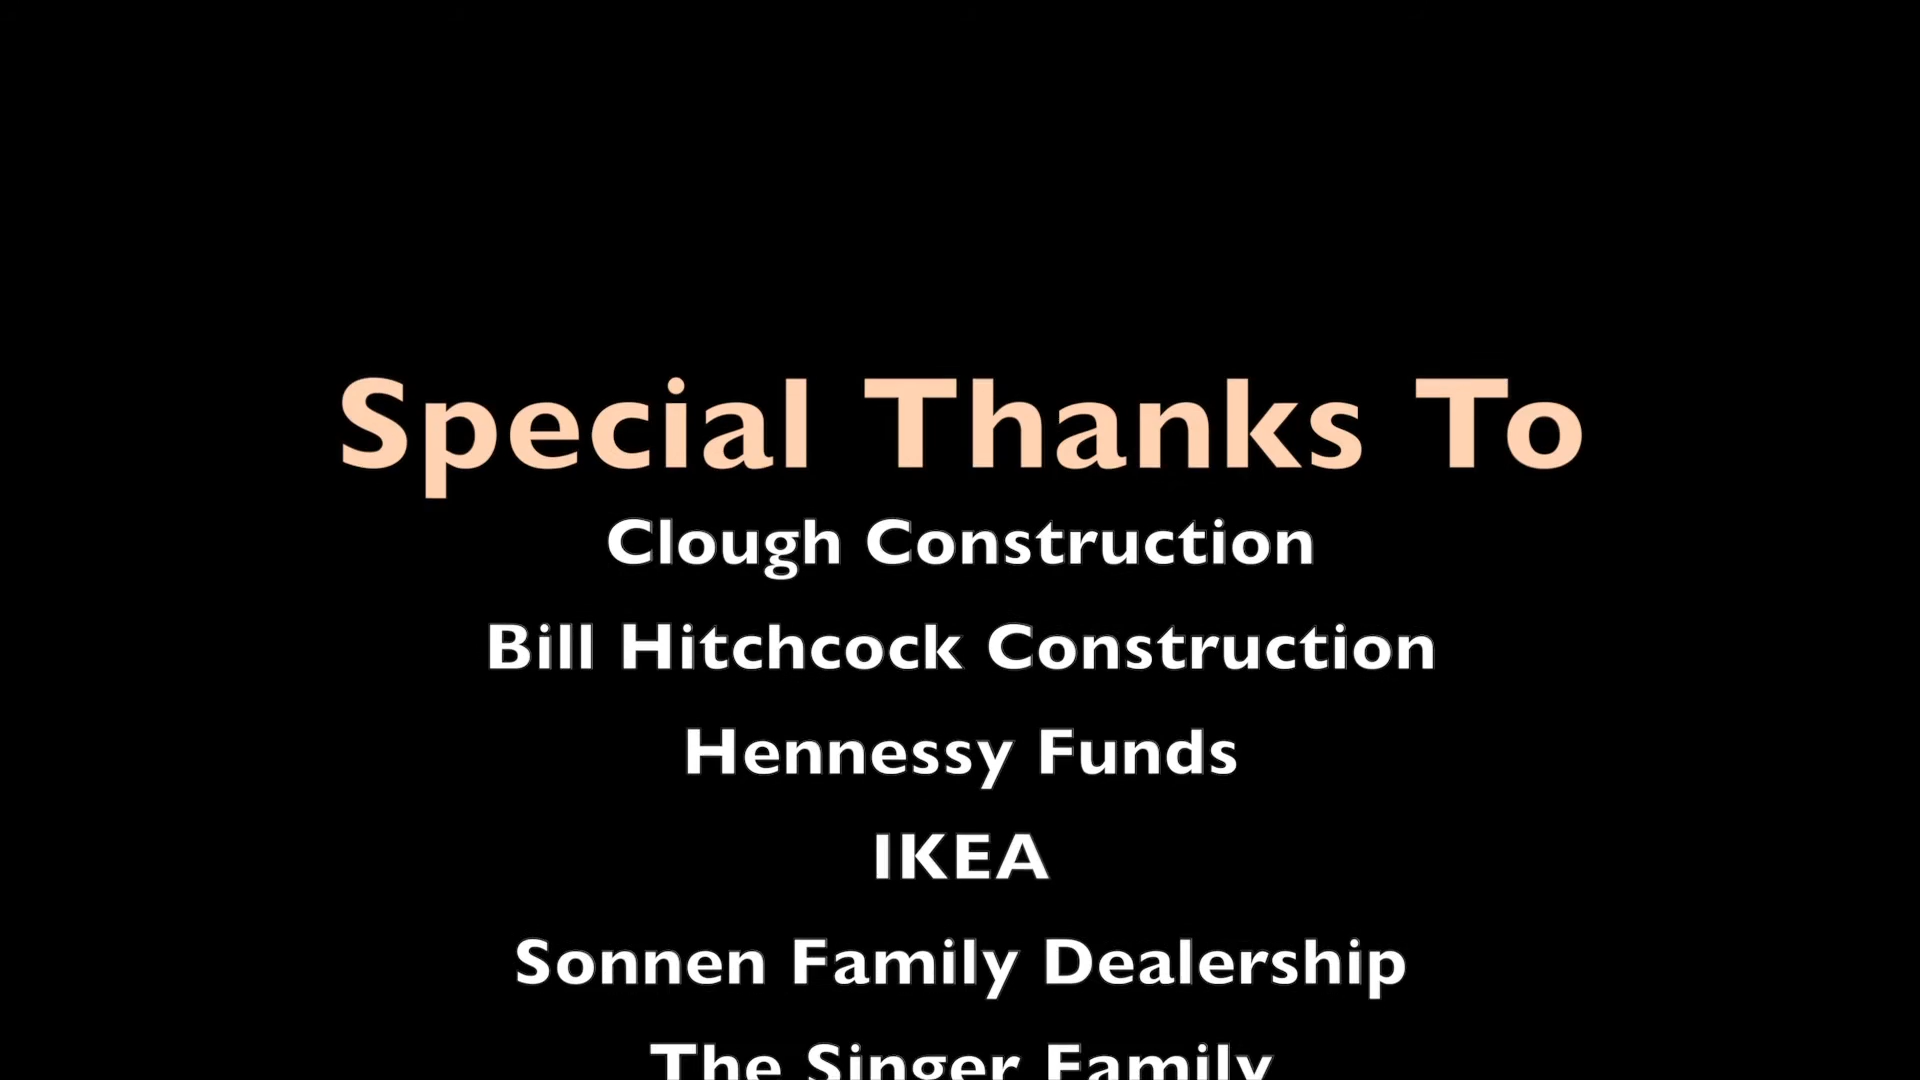 Special Thanks To
Clough Construction
Bill Hitchcock Construction
Hennessy Funds
IKEA
Sonnen Family Dealership
The Singer Family